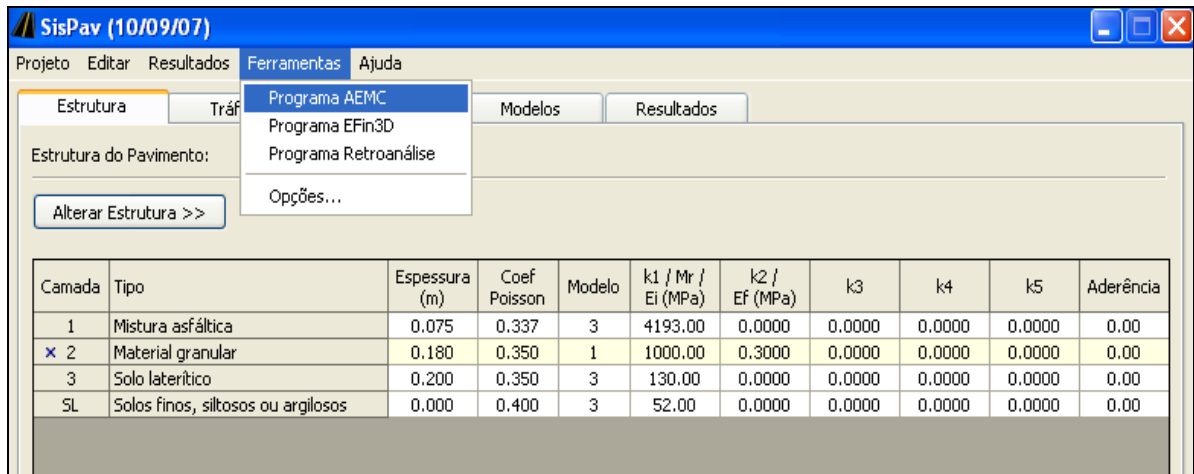 SisPav (10/09/07)
Projeto Editar Resultados Ferramentas Ajuda
Programa AEMC
Programa EFin3D
Programa Retroanálise
Opções...
Estrutura Tráf Modelos Resultados
Estrutura do Pavimento:
Alterar Estrutura >>
Camada Tipo Espessura (m) Coef Poisson Modelo k1 / Mr / Ei (MPa) k2 / Ef (MPa) k3 k4 k5 Aderência
1 Mistura asfáltica 0.075 0.337 3 4193.00 0.0000 0.0000 0.0000 0.0000 0.00
× 2 Material granular 0.180 0.350 1 1000.00 0.3000 0.0000 0.0000 0.0000 0.00
3 Solo laterítico 0.200 0.350 3 130.00 0.0000 0.0000 0.0000 0.0000 0.00
SL Solos finos, siltosos ou argilosos 0.000 0.400 3 52.00 0.0000 0.0000 0.0000 0.0000 0.00